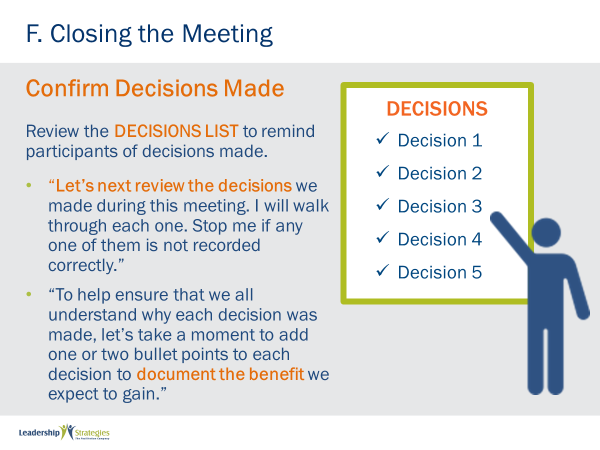 F. Closing the Meeting
Confirm Decisions Made
Review the DECISIONS LIST to remind
participants of decisions made.
• “Let’s next review the decisions we
made during this meeting. I will walk
through each one. Stop me if any
one of them is not recorded
correctly.”
• “To help ensure that we all
understand why each decision was
made, let’s take a moment to add
one or two bullet points to each
decision to document the benefit we
expect to gain.”
DECISIONS
✓ Decision 1
✓ Decision 2
✓ Decision 3
✓ Decision 4
✓ Decision 5
Leadership Strategies
The Facilitation Company